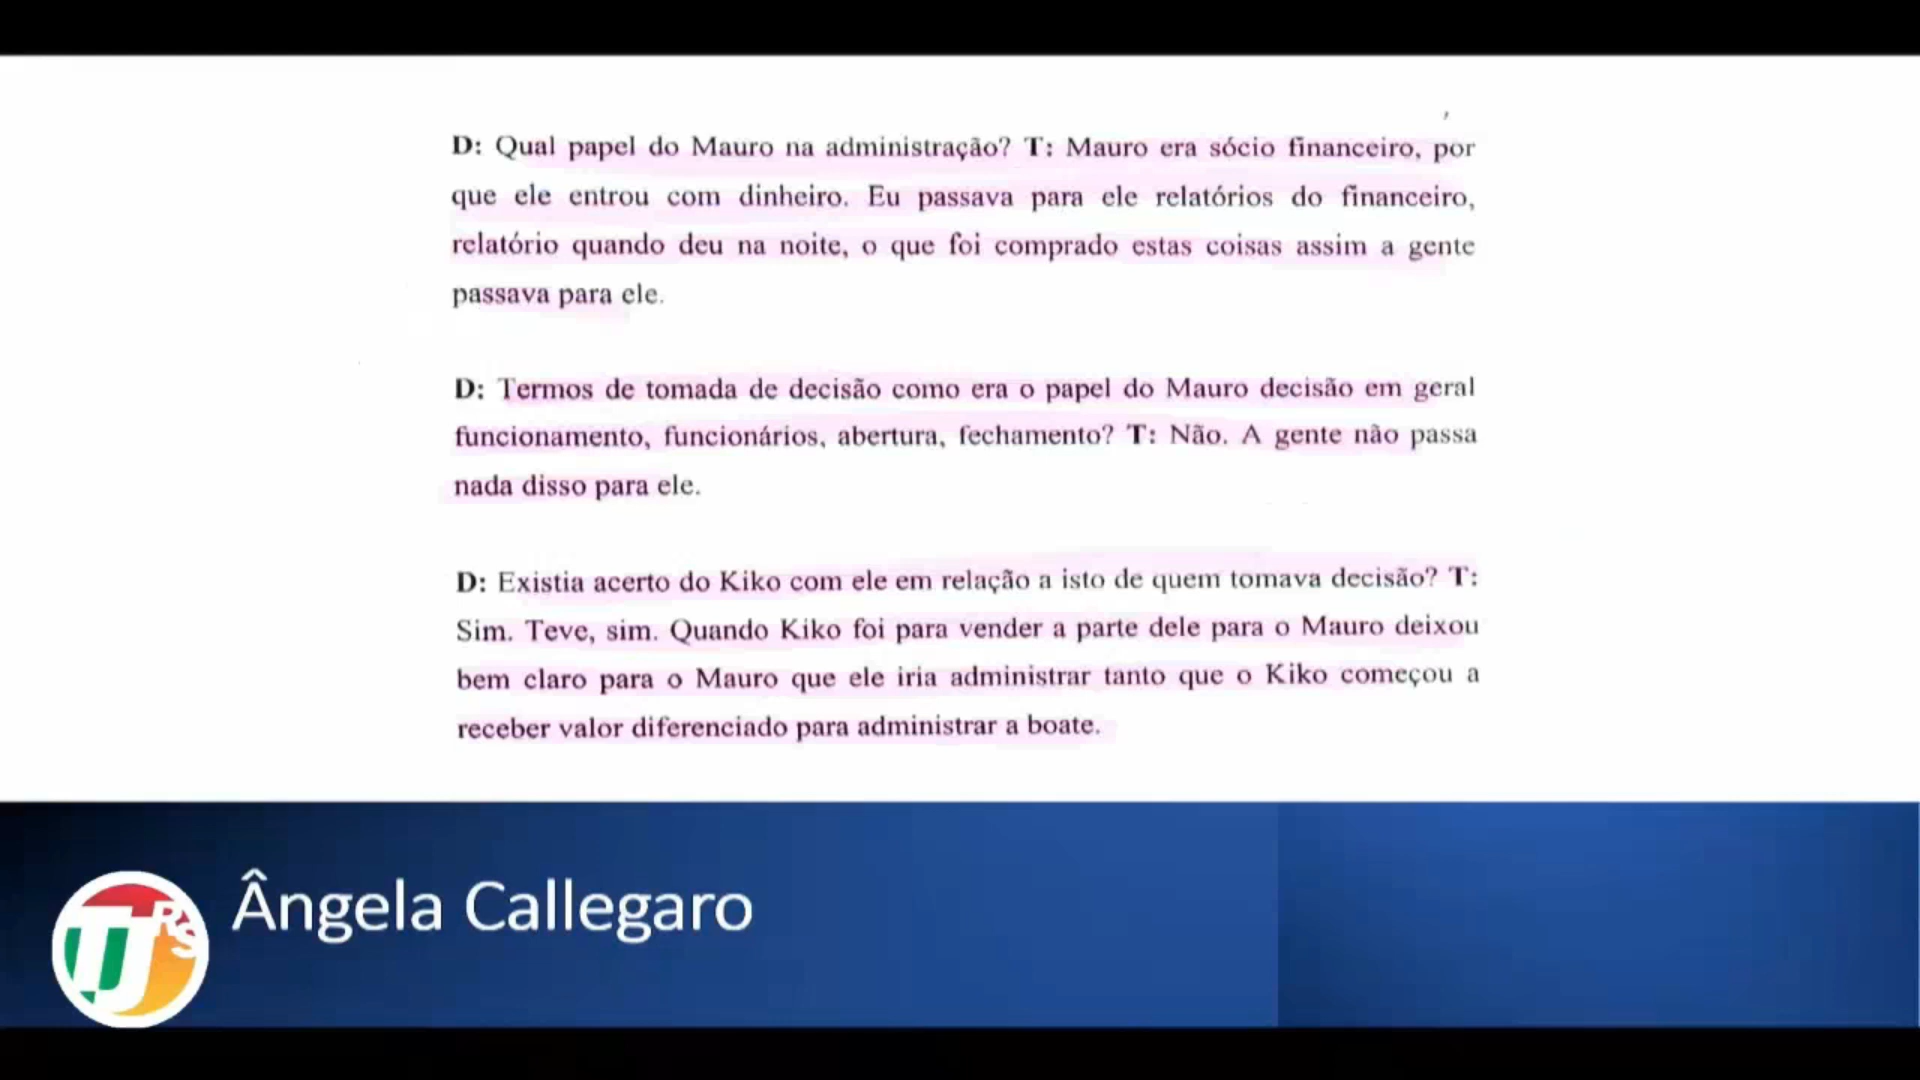 D: Qual papel do Mauro na administração? T: Mauro era sócio financeiro, por
que ele entrou com dinheiro. Eu passava para ele relatórios do financeiro,
relatório quando deu na noite, o que foi comprado estas coisas assim a gente
passava para ele.
D: Termos de tomada de decisão como era o papel do Mauro decisão em geral
funcionamento, funcionários, abertura, fechamento? T: Não. A gente não passa
nada disso para ele.
D: Existia acerto do Kiko com ele em relação a isto de quem tomava decisão? T:
Sim. Teve, sim. Quando Kiko foi para vender a parte dele para o Mauro deixou
bem claro para o Mauro que ele iria administrar tanto que o Kiko começou a
receber valor diferenciado para administrar a boate.
Ângela Callegaro
TJRS